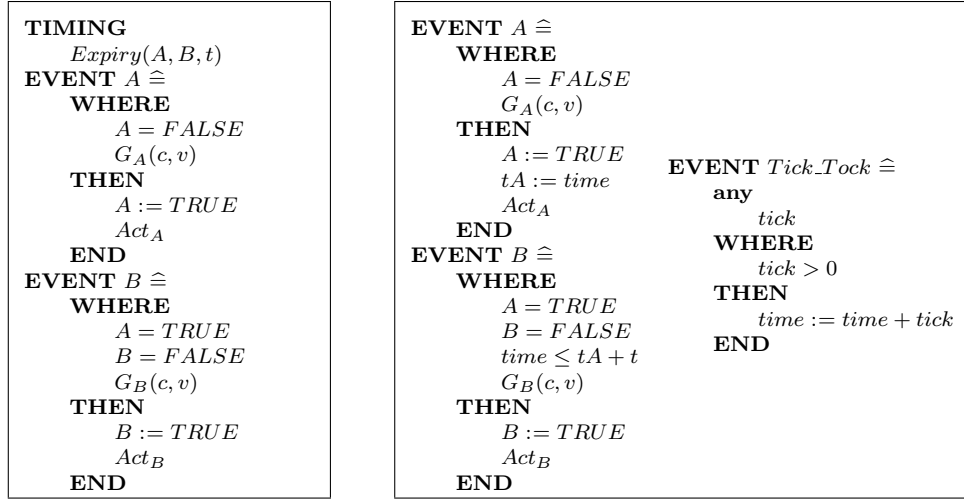 TIMING
Expiry(A, B, t)
EVENT A ≙
WHERE
A = FALSE
G_A(c, v)
THEN
A := TRUE
Act_A
END
EVENT B ≙
WHERE
A = TRUE
B = FALSE
G_B(c, v)
THEN
B := TRUE
Act_B
END
EVENT A ≙
WHERE
A = FALSE
G_A(c, v)
THEN
A := TRUE
tA := time
Act_A
END
EVENT B ≙
WHERE
A = TRUE
B = FALSE
time ≤ tA + t
G_B(c, v)
THEN
B := TRUE
Act_B
END
EVENT Tick_Tock ≙
any
tick
WHERE
tick > 0
THEN
time := time + tick
END